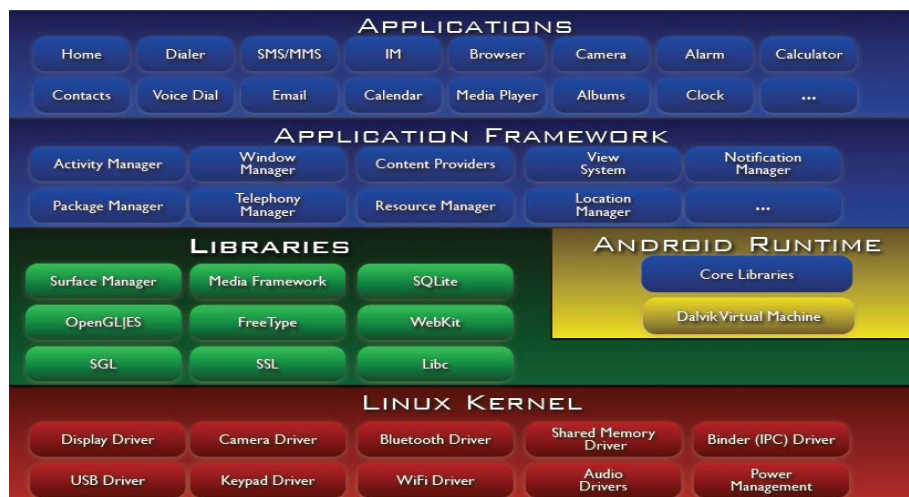 APPLICATIONS
Home Dialer SMS/MMS IM Browser Camera Alarm Calculator
Contacts Voice Dial Email Calendar Media Player Albums Clock ...
APPLICATION FRAMEWORK
Activity Manager Window Manager Content Providers View System Notification Manager
Package Manager Telephony Manager Resource Manager Location Manager ...
LIBRARIES
Surface Manager Media Framework SQLite
OpenGL|ES FreeType WebKit
SGL SSL Libc
ANDROID RUNTIME
Core Libraries
Dalvik Virtual Machine
LINUX KERNEL
Display Driver Camera Driver Bluetooth Driver Shared Memory Driver Binder (IPC) Driver
USB Driver Keypad Driver WiFi Driver Audio Drivers Power Management